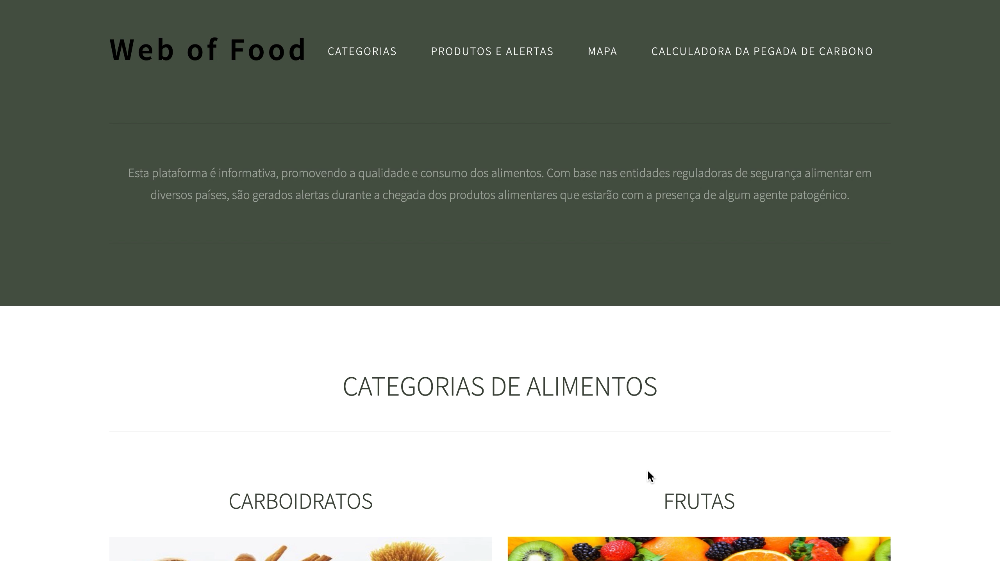 Web of Food
CATEGORIAS
PRODUTOS E ALERTAS
MAPA
CALCULADORA DA PEGADA DE CARBONO
Esta plataforma é informativa, promovendo a qualidade e consumo dos alimentos. Com base nas entidades reguladoras de segurança alimentar em
diversos países, são gerados alertas durante a chegada dos produtos alimentares que estarão com a presença de algum agente patogénico.
CATEGORIAS DE ALIMENTOS
CARBOIDRATOS
FRUTAS